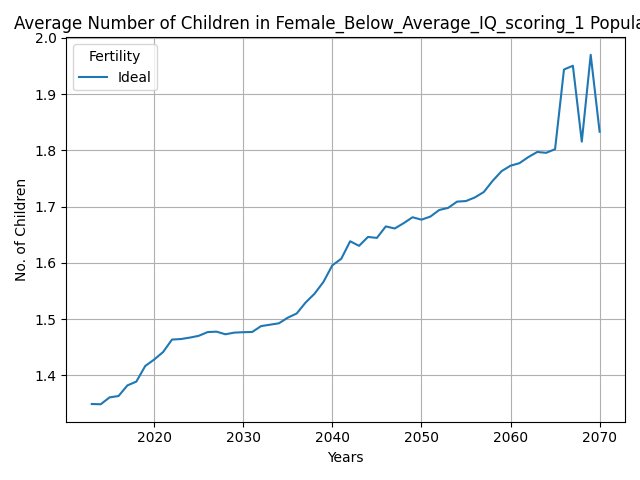 Average Number of Children in Female_Below_Average_IQ_scoring_1 Popula
2.0
1.9
1.8
1.7
1.6
1.5
1.4
No. of Children
Fertility
Ideal
2020 2030 2040 2050 2060 2070
Years